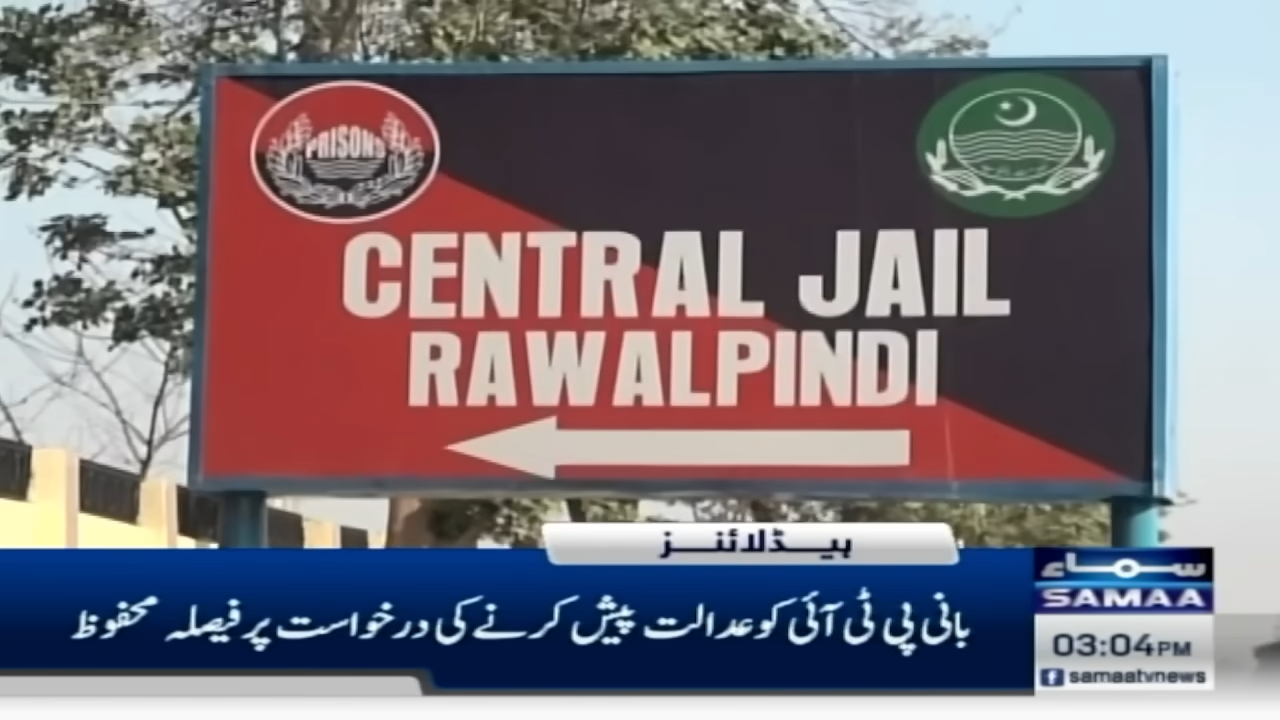 PRISONS
CENTRAL JAIL
RAWALPINDI
ہیڈلائنز
بانی پی ٹی آئی کو عدالت پیش کرنے کی درخواست پر فیصلہ محفوظ
سماء
SAMAA
03:04PM
samaatvnews